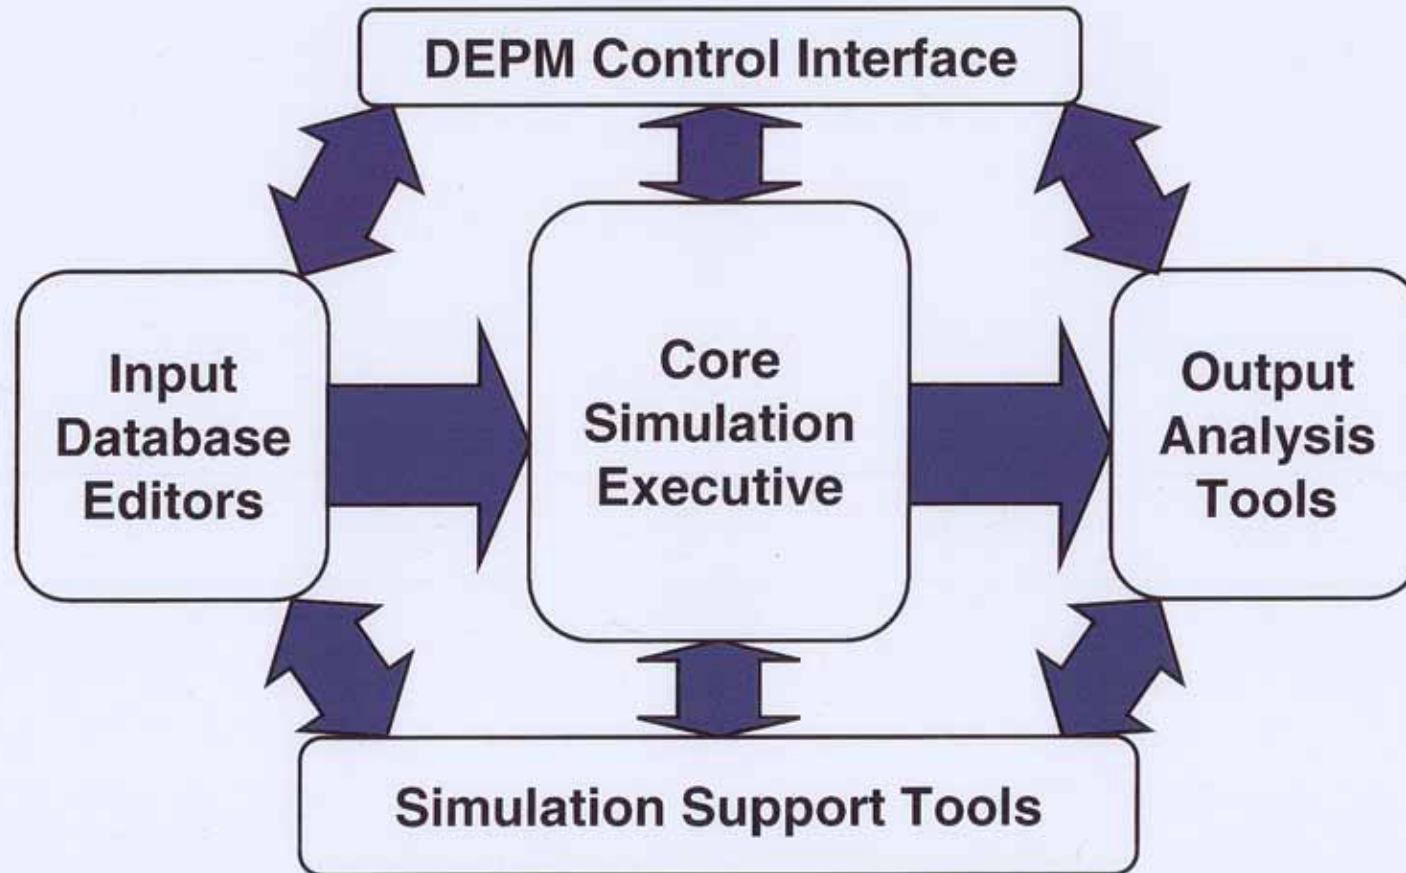 DEPM Control Interface
Input
Database
Editors
Core
Simulation
Executive
Output
Analysis
Tools
Simulation Support Tools